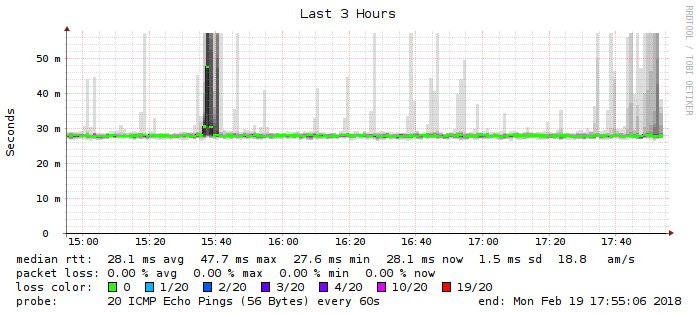 Last 3 Hours
RRDTOOL / TOBI OETIKER
Seconds
50 m
40 m
30 m
20 m
10 m
0
15:00 15:20 15:40 16:00 16:20 16:40 17:00 17:20 17:40
median rtt: 28.1 ms avg 47.7 ms max 27.6 ms min 28.1 ms now 1.5 ms sd 18.8 am/s
packet loss: 0.00 % avg 0.00 % max 0.00 % min 0.00 % now
loss color: 0 1/20 2/20 3/20 4/20 10/20 19/20
probe: 20 ICMP Echo Pings (56 Bytes) every 60s end: Mon Feb 19 17:55:06 2018